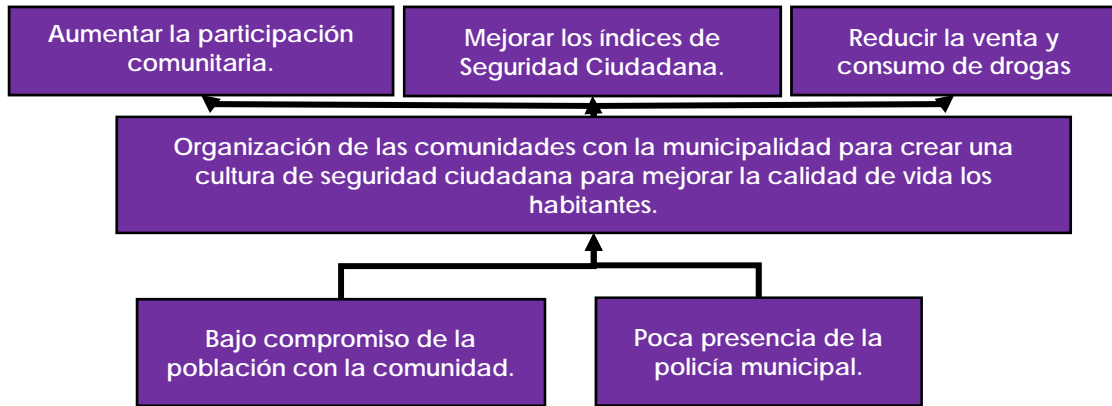 Aumentar la participación
comunitaria.
Mejorar los índices de
Seguridad Ciudadana.
Reducir la venta y
consumo de drogas
Organización de las comunidades con la municipalidad para crear una
cultura de seguridad ciudadana para mejorar la calidad de vida los
habitantes.
Bajo compromiso de la
población con la comunidad.
Poca presencia de la
policía municipal.